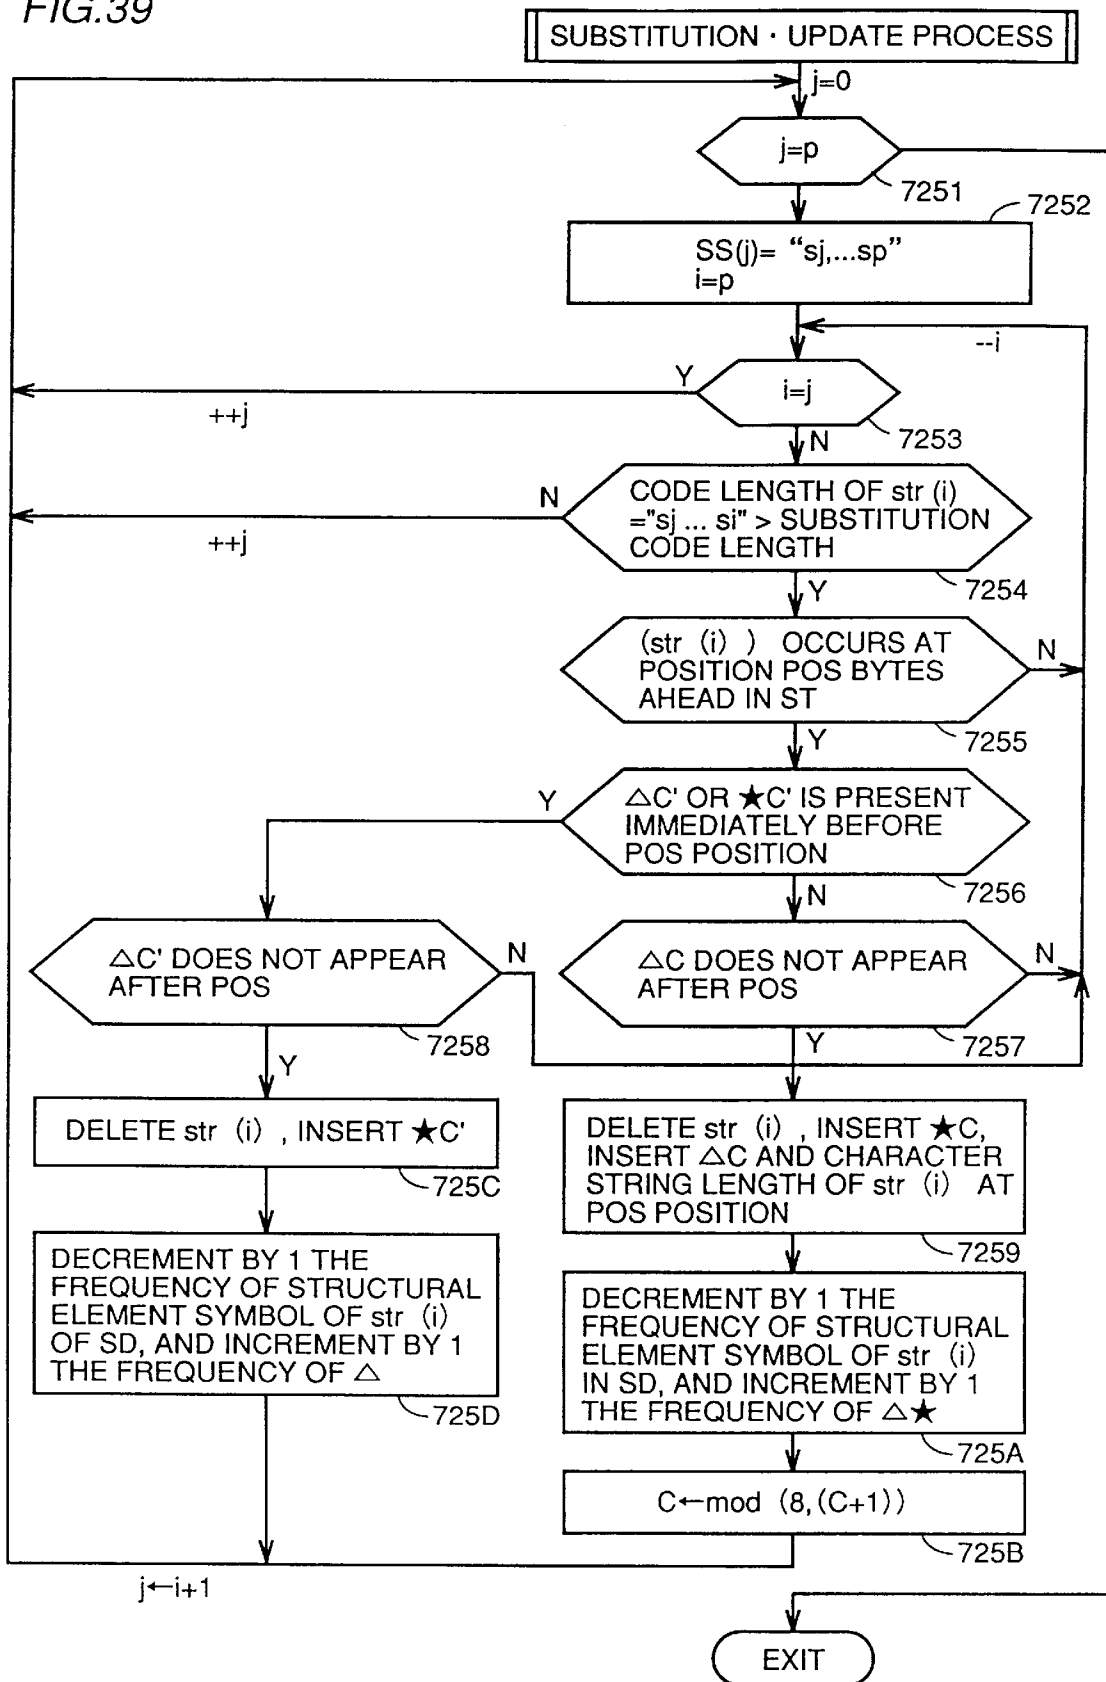 FIG.39
SUBSTITUTION · UPDATE PROCESS
j=0
j=p
7251
7252
SS(j)= “sj,...sp”
i=p
--i
Y
i=j
++j
7253
N
N
CODE LENGTH OF str (i)
="sj ... si" > SUBSTITUTION
CODE LENGTH
++j
7254
Y
(str (i) ) OCCURS AT
POSITION POS BYTES
AHEAD IN ST
N
7255
Y
Y
△C' OR ★C' IS PRESENT
IMMEDIATELY BEFORE
POS POSITION
7256
N
△C' DOES NOT APPEAR
AFTER POS
N
△C DOES NOT APPEAR
AFTER POS
N
7258
7257
Y
Y
DELETE str (i) , INSERT ★C'
725C
DELETE str (i) , INSERT ★C,
INSERT △C AND CHARACTER
STRING LENGTH OF str (i) AT
POS POSITION
7259
DECREMENT BY 1 THE
FREQUENCY OF STRUCTURAL
ELEMENT SYMBOL OF str (i)
OF SD, AND INCREMENT BY 1
THE FREQUENCY OF △
725D
DECREMENT BY 1 THE
FREQUENCY OF STRUCTURAL
ELEMENT SYMBOL OF str (i)
IN SD, AND INCREMENT BY 1
THE FREQUENCY OF △★
725A
C←mod (8,(C+1))
725B
j←i+1
EXIT